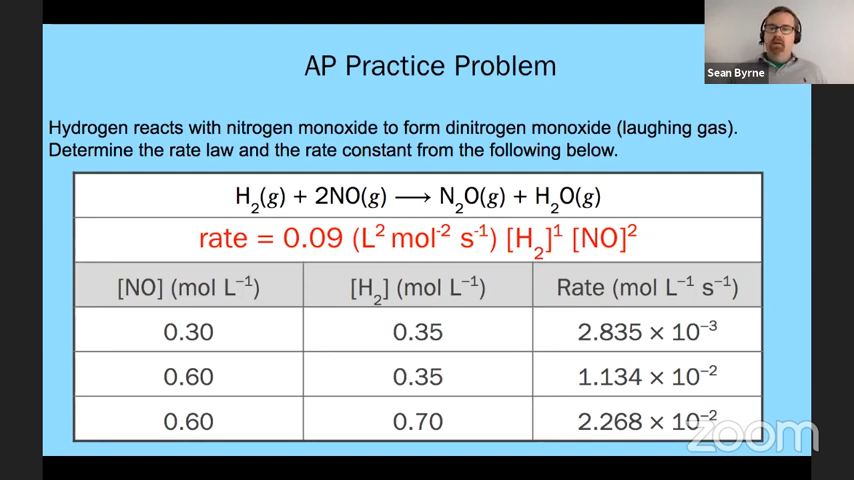 AP Practice Problem
Sean Byrne
Hydrogen reacts with nitrogen monoxide to form dinitrogen monoxide (laughing gas).
Determine the rate law and the rate constant from the following below.
H₂(g) + 2NO(g) ⟶ N₂O(g) + H₂O(g)
rate = 0.09 (L² mol⁻² s⁻¹) [H₂]¹ [NO]²
[NO] (mol L⁻¹) [H₂] (mol L⁻¹) Rate (mol L⁻¹ s⁻¹)
0.30 0.35 2.835 × 10⁻³
0.60 0.35 1.134 × 10⁻²
0.60 0.70 2.268 × 10⁻²
zoom